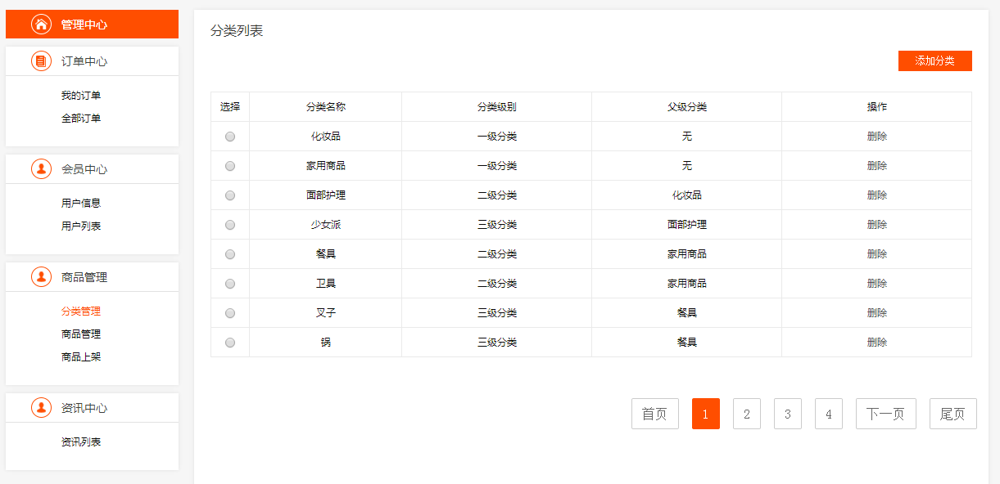 管理中心
订单中心
我的订单
全部订单
会员中心
用户信息
用户列表
商品管理
分类管理
商品管理
商品上架
资讯中心
资讯列表
分类列表
添加分类
选择 分类名称 分类级别 父级分类 操作
化妆品 一级分类 无 删除
家用商品 一级分类 无 删除
面部护理 二级分类 化妆品 删除
少女派 三级分类 面部护理 删除
餐具 二级分类 家用商品 删除
卫具 二级分类 家用商品 删除
叉子 三级分类 餐具 删除
锅 三级分类 餐具 删除
首页 1 2 3 4 下一页 尾页